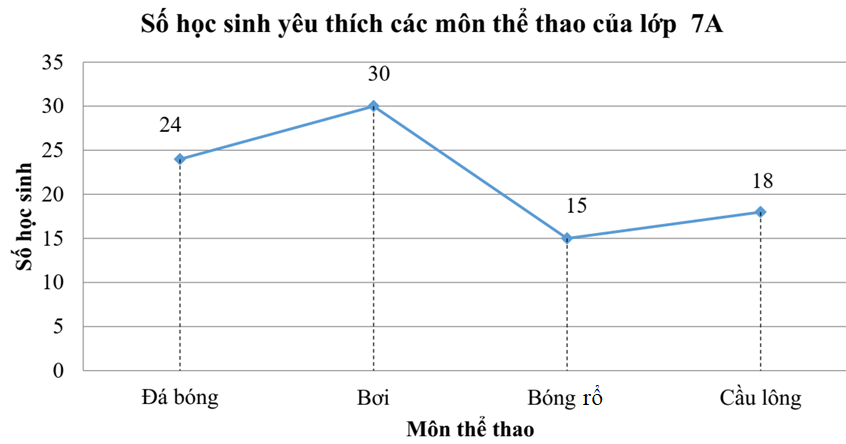 Số học sinh yêu thích các môn thể thao của lớp 7A
35
30
25
20
15
10
5
0
Số học sinh
24
30
15
18
Đá bóng
Bơi
Bóng rổ
Cầu lông
Môn thể thao